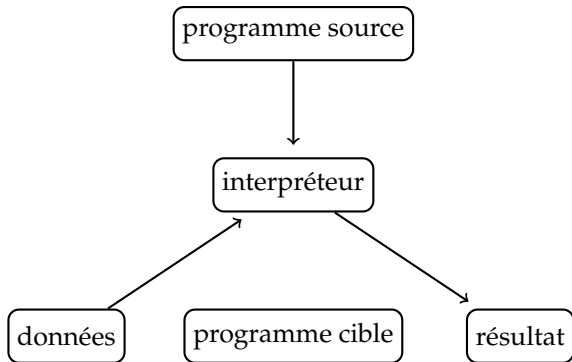 programme source
interpréteur
données
programme cible
résultat